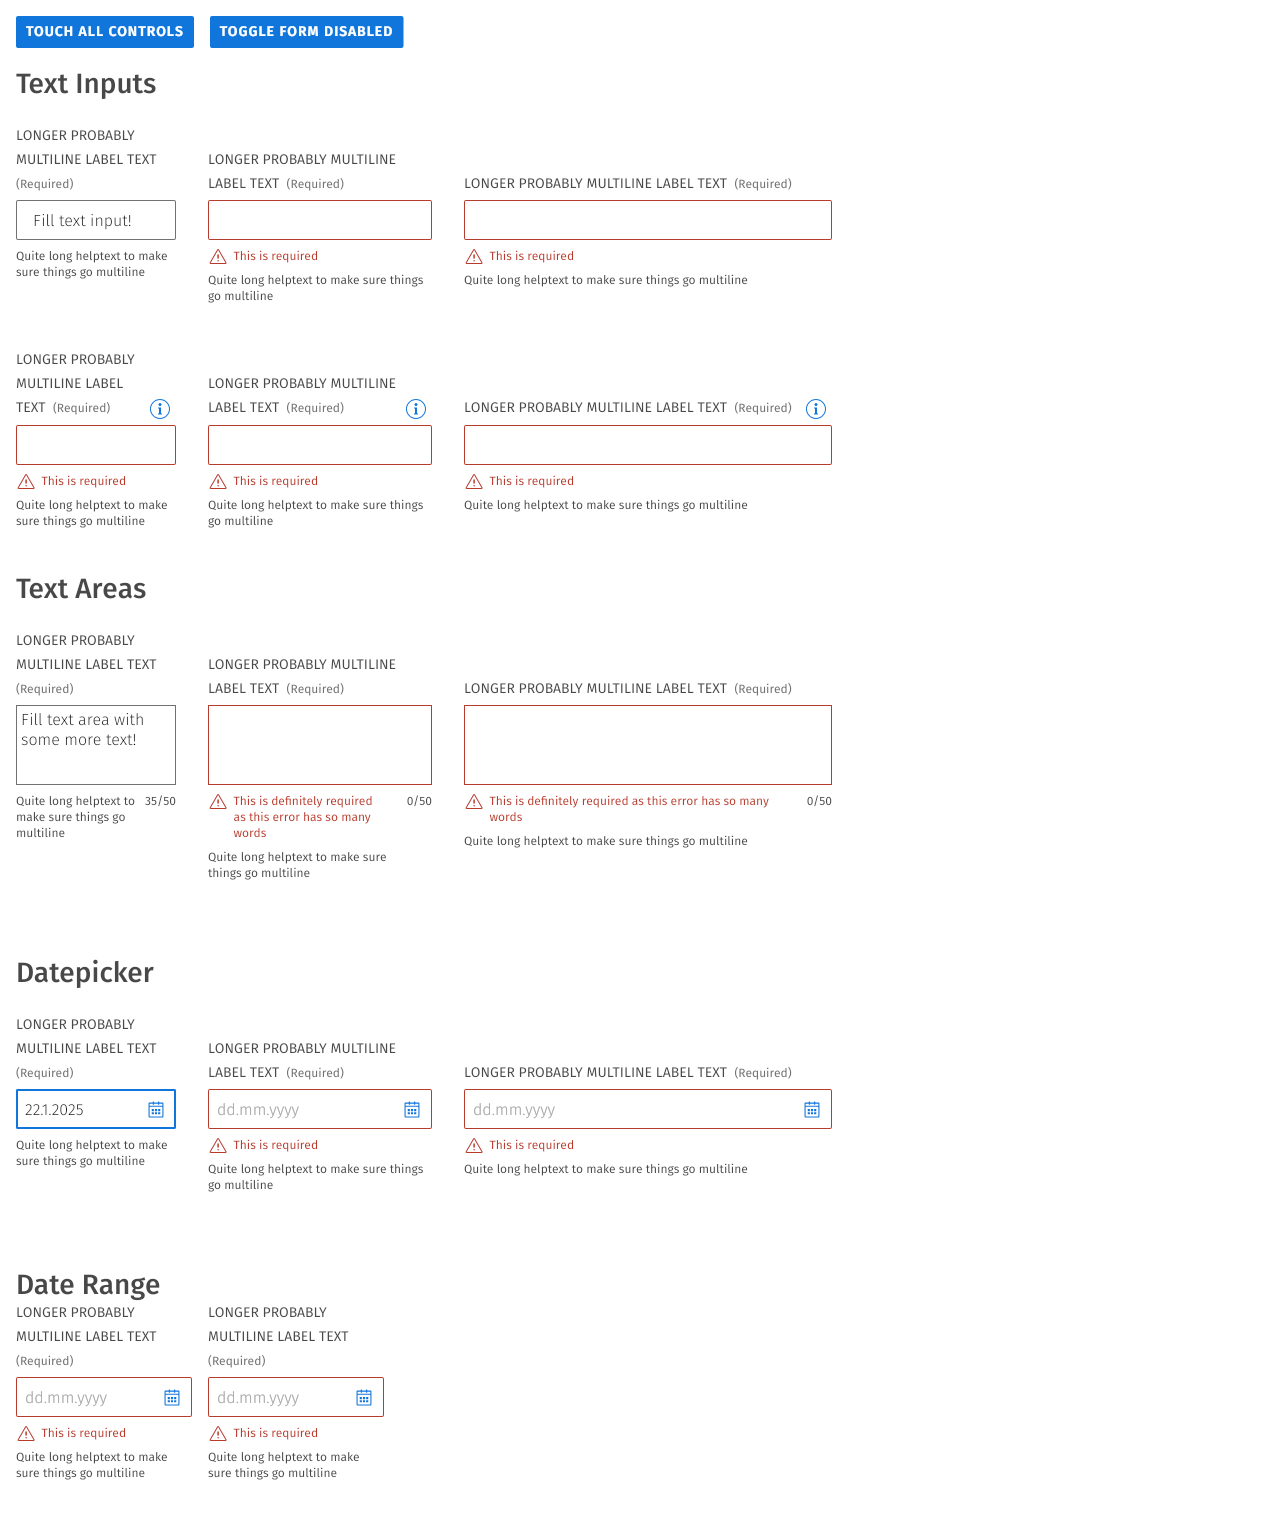 TOUCH ALL CONTROLS
TOGGLE FORM DISABLED
Text Inputs
LONGER PROBABLY
MULTILINE LABEL TEXT
(Required)
Fill text input!
Quite long helptext to make
sure things go multiline
LONGER PROBABLY MULTILINE
LABEL TEXT (Required)
This is required
Quite long helptext to make sure things
go multiline
LONGER PROBABLY MULTILINE LABEL TEXT (Required)
This is required
Quite long helptext to make sure things go multiline
LONGER PROBABLY
MULTILINE LABEL
TEXT (Required)
This is required
Quite long helptext to make
sure things go multiline
LONGER PROBABLY MULTILINE
LABEL TEXT (Required)
This is required
Quite long helptext to make sure things
go multiline
LONGER PROBABLY MULTILINE LABEL TEXT (Required)
This is required
Quite long helptext to make sure things go multiline
Text Areas
LONGER PROBABLY
MULTILINE LABEL TEXT
(Required)
Fill text area with
some more text!
Quite long helptext to 35/50
make sure things go
multiline
LONGER PROBABLY MULTILINE
LABEL TEXT (Required)
This is definitely required 0/50
as this error has so many
words
Quite long helptext to make sure
things go multiline
LONGER PROBABLY MULTILINE LABEL TEXT (Required)
This is definitely required as this error has so many 0/50
words
Quite long helptext to make sure things go multiline
Datepicker
LONGER PROBABLY
MULTILINE LABEL TEXT
(Required)
22.1.2025
Quite long helptext to make
sure things go multiline
LONGER PROBABLY MULTILINE
LABEL TEXT (Required)
dd.mm.yyyy
This is required
Quite long helptext to make sure things
go multiline
LONGER PROBABLY MULTILINE LABEL TEXT (Required)
dd.mm.yyyy
This is required
Quite long helptext to make sure things go multiline
Date Range
LONGER PROBABLY
MULTILINE LABEL TEXT
(Required)
dd.mm.yyyy
This is required
Quite long helptext to make
sure things go multiline
LONGER PROBABLY
MULTILINE LABEL TEXT
(Required)
dd.mm.yyyy
This is required
Quite long helptext to make
sure things go multiline